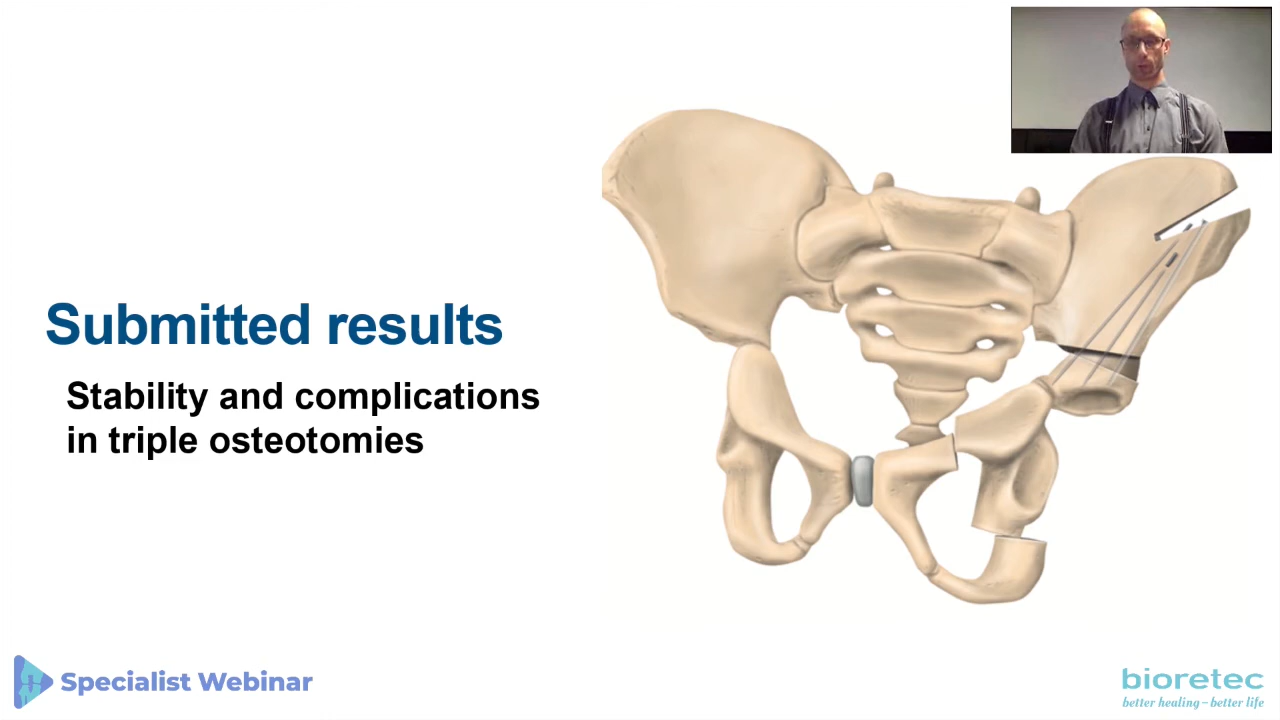 Submitted results
Stability and complications
in triple osteotomies
Specialist Webinar
bioretec
better healing – better life